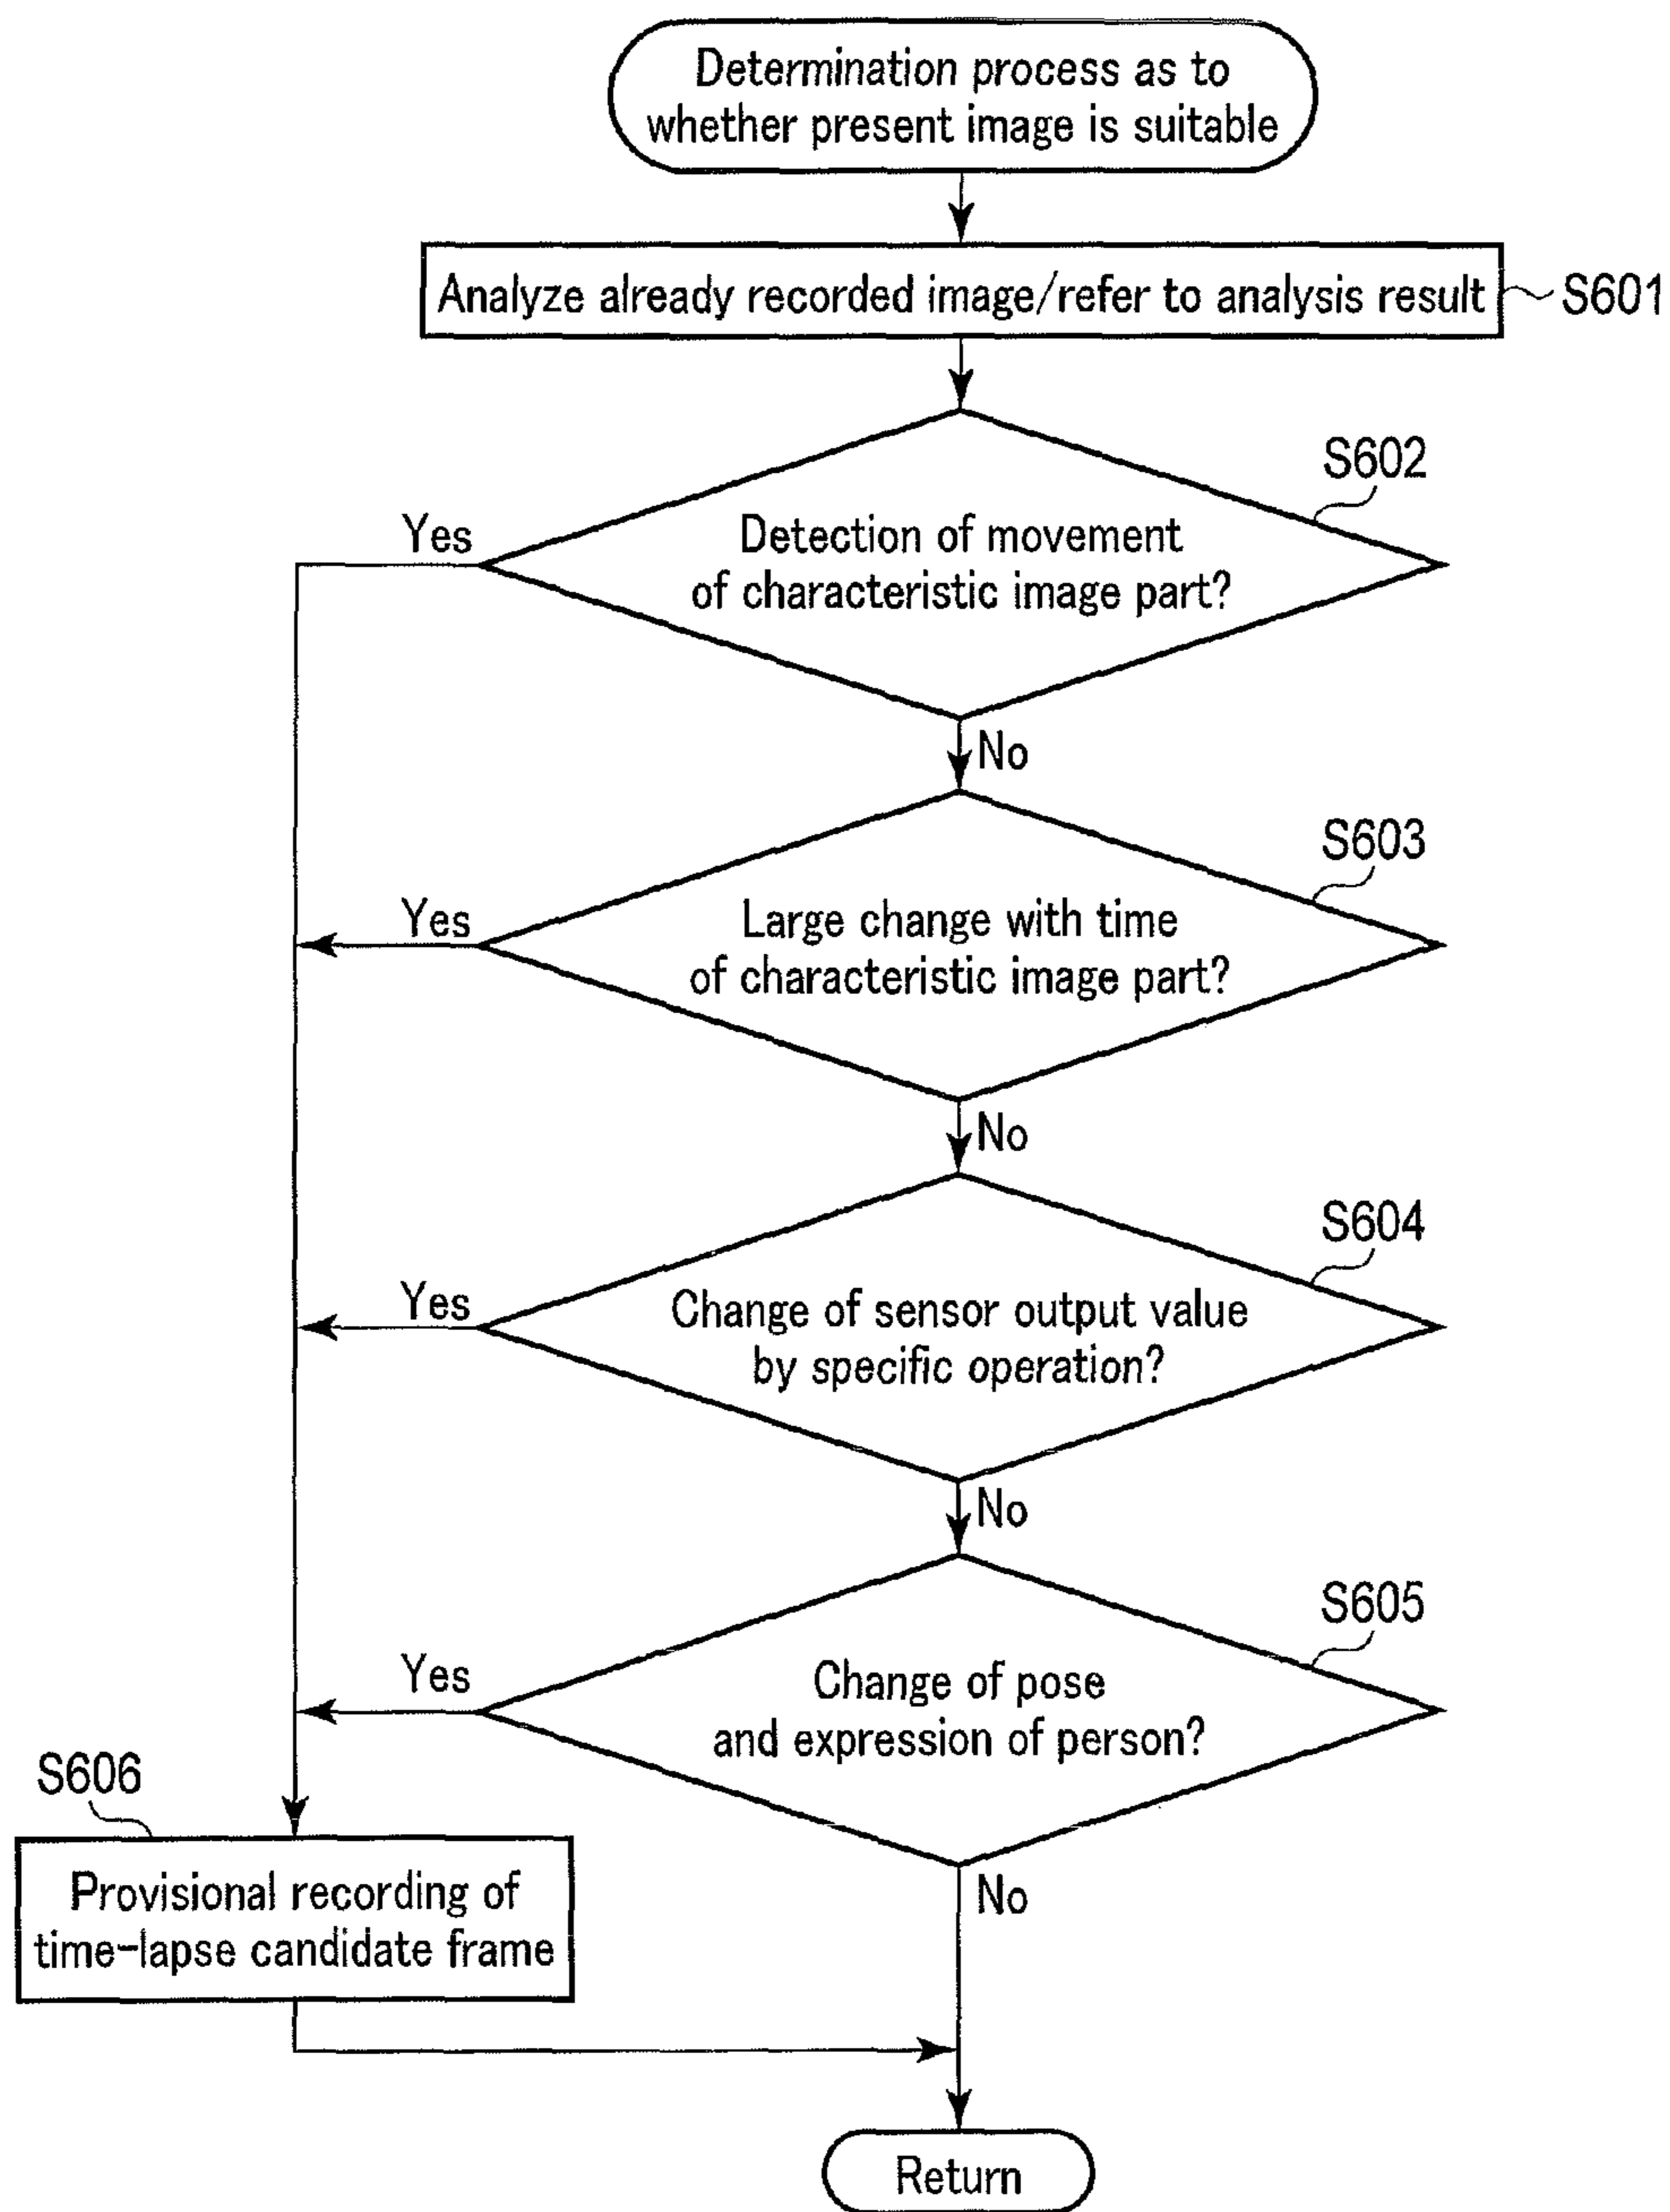 Determination process as to
whether present image is suitable
Analyze already recorded image/refer to analysis result
S601
S602
Yes
Detection of movement
of characteristic image part?
No
S603
Yes
Large change with time
of characteristic image part?
No
S604
Yes
Change of sensor output value
by specific operation?
No
S605
Yes
Change of pose
and expression of person?
S606
Provisional recording of
time-lapse candidate frame
No
Return